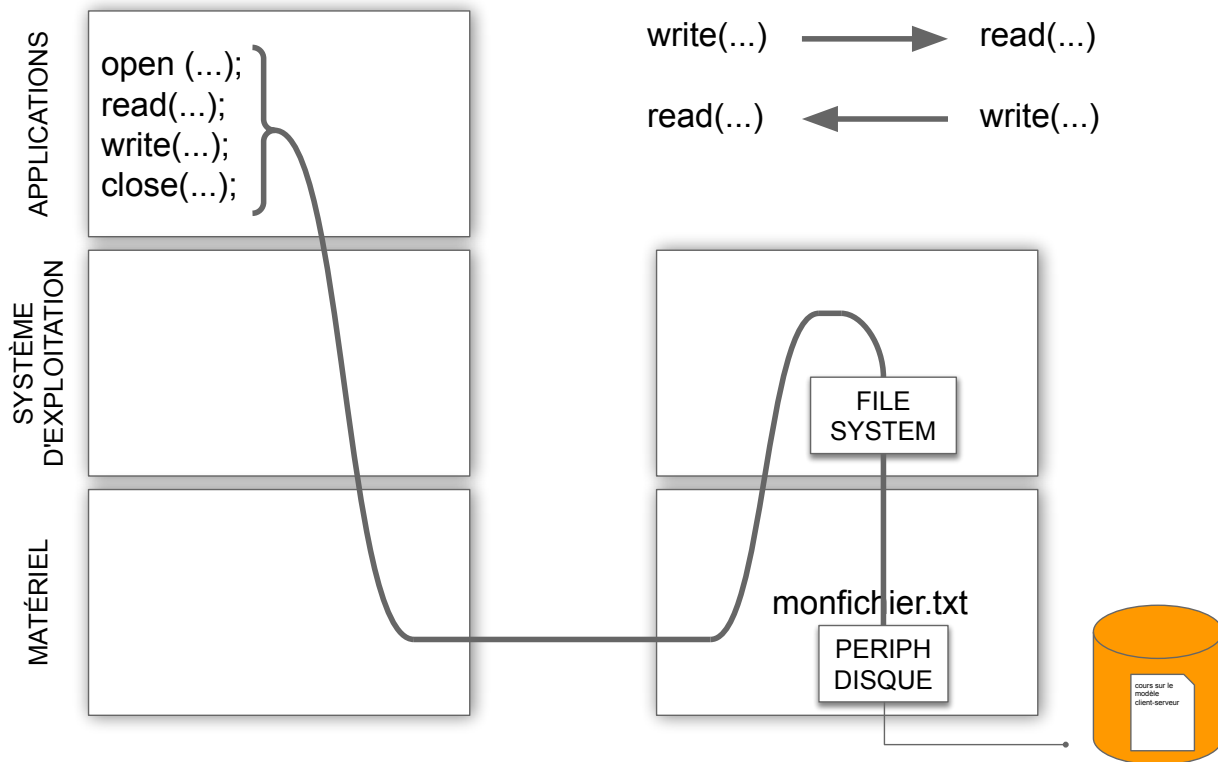 APPLICATIONS
open (...);
read(...);
write(...);
close(...);
write(...) read(...)
read(...) write(...)
SYSTÈME
D'EXPLOITATION
FILE
SYSTEM
MATÉRIEL
monfichier.txt
PERIPH
DISQUE
cours sur le
modèle
client-serveur